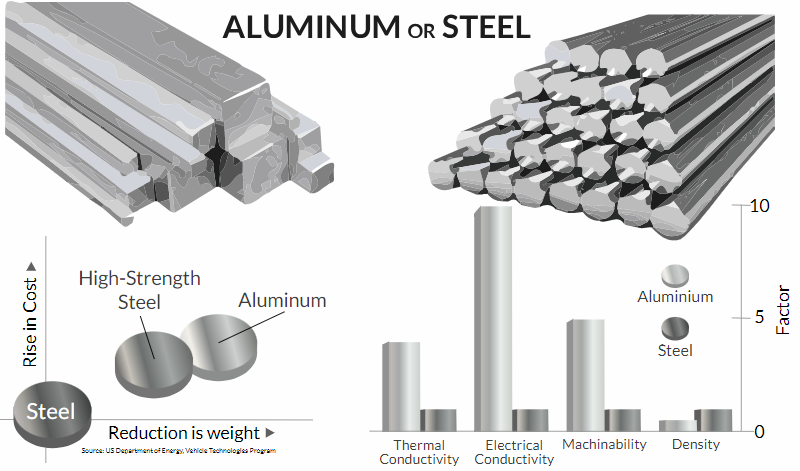 ALUMINUM OR STEEL
Rise in Cost
High-Strength
Steel
Aluminum
Steel
Reduction is weight
Source: US Department of Energy, Vehicle Technologies Program
10
5
0
Factor
Aluminium
Steel
Thermal
Conductivity
Electrical
Conductivity
Machinability
Density